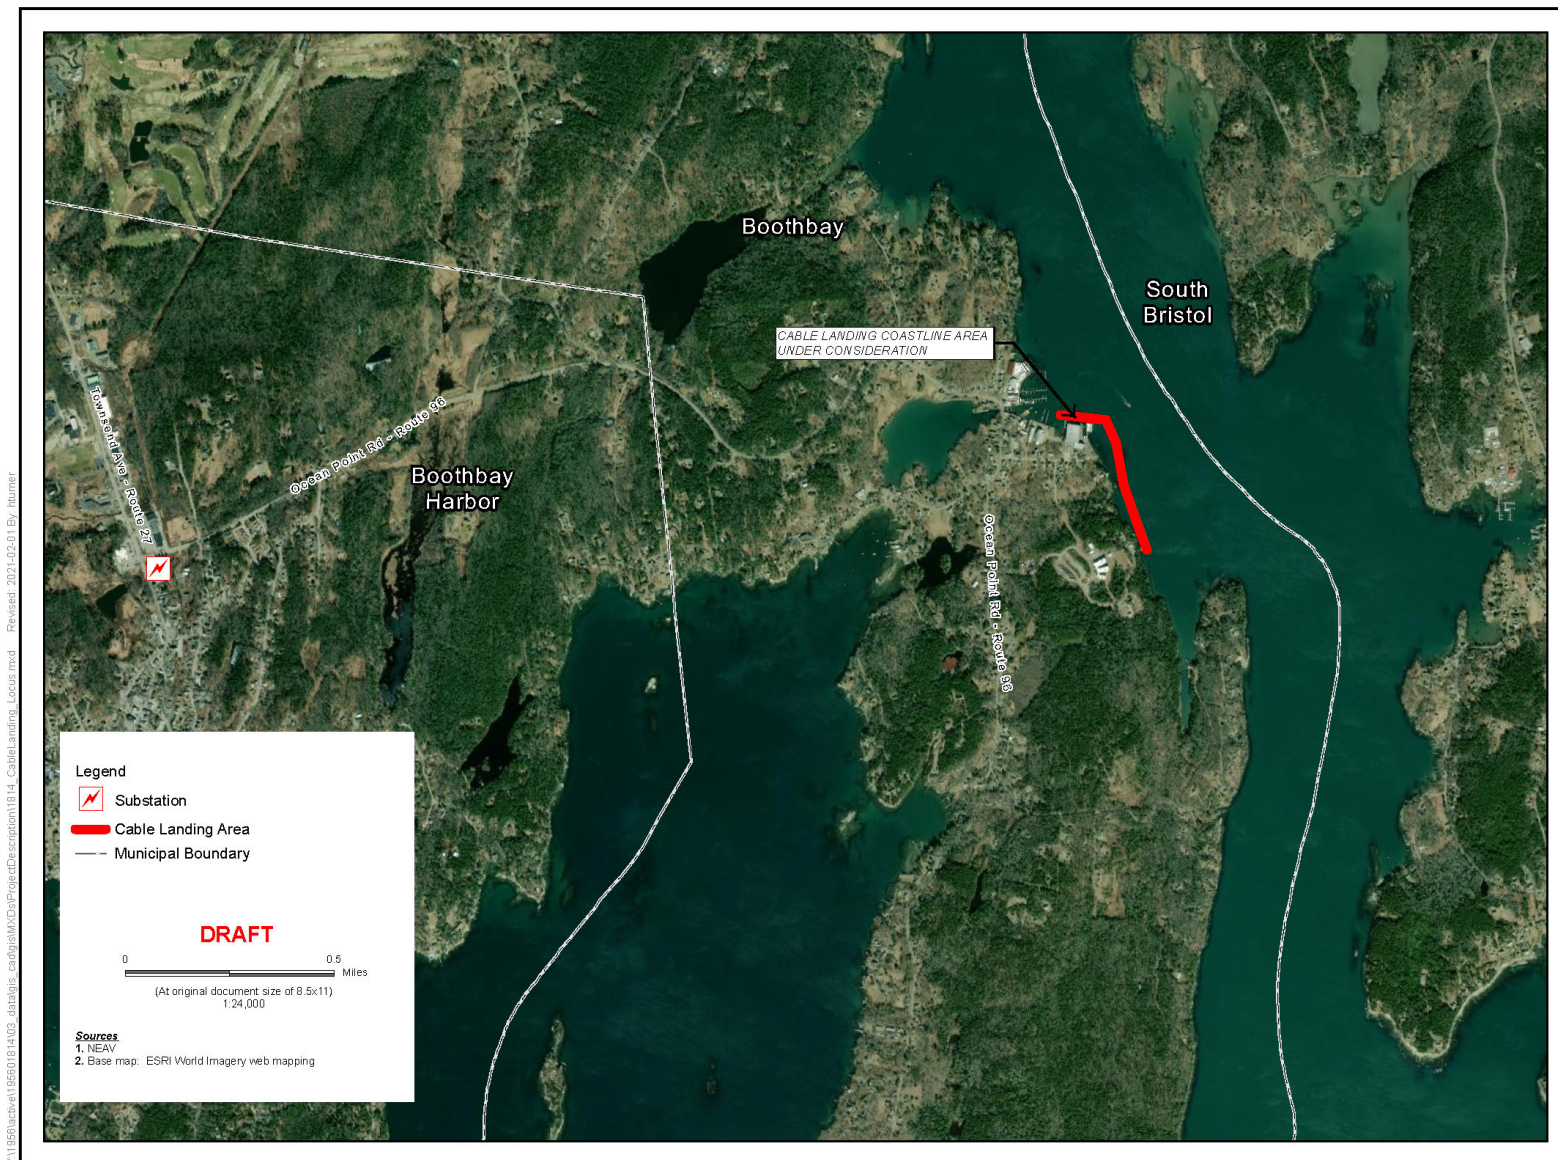 Boothbay
South
Bristol
CABLE LANDING COASTLINE AREA
UNDER CONSIDERATION
Townsend Ave - Route 27
Ocean Point Rd - Route 96
Boothbay
Harbor
Ocean Point Rd - Route 96
Legend
Substation
Cable Landing Area
Municipal Boundary
DRAFT
0 0.5
Miles
(At original document size of 8.5x11)
1:24,000
Sources
1. NEAV
2. Base map: ESRI World Imagery web mapping
Revised: 2021-02-01 By: hturner